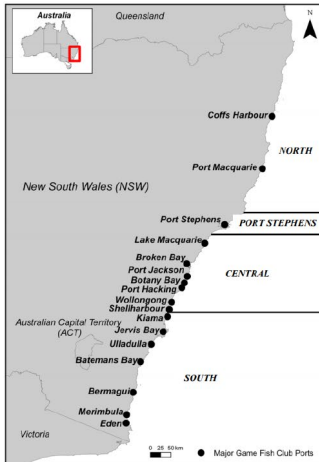 Australia
Queensland
N
Coffs Harbour
NORTH
Port Macquarie
New South Wales (NSW)
Port Stephens
PORT STEPHENS
Lake Macquarie
Broken Bay
Port Jackson
CENTRAL
Botany Bay
Port Hacking
Wollongong
Shellharbour
Kiama
Australian Capital Territory
(ACT)
Jervis Bay
Ulladulla
Batemans Bay
SOUTH
Bermagui
Merimbula
Eden
Victoria
0 25 50 km
Major Game Fish Club Ports